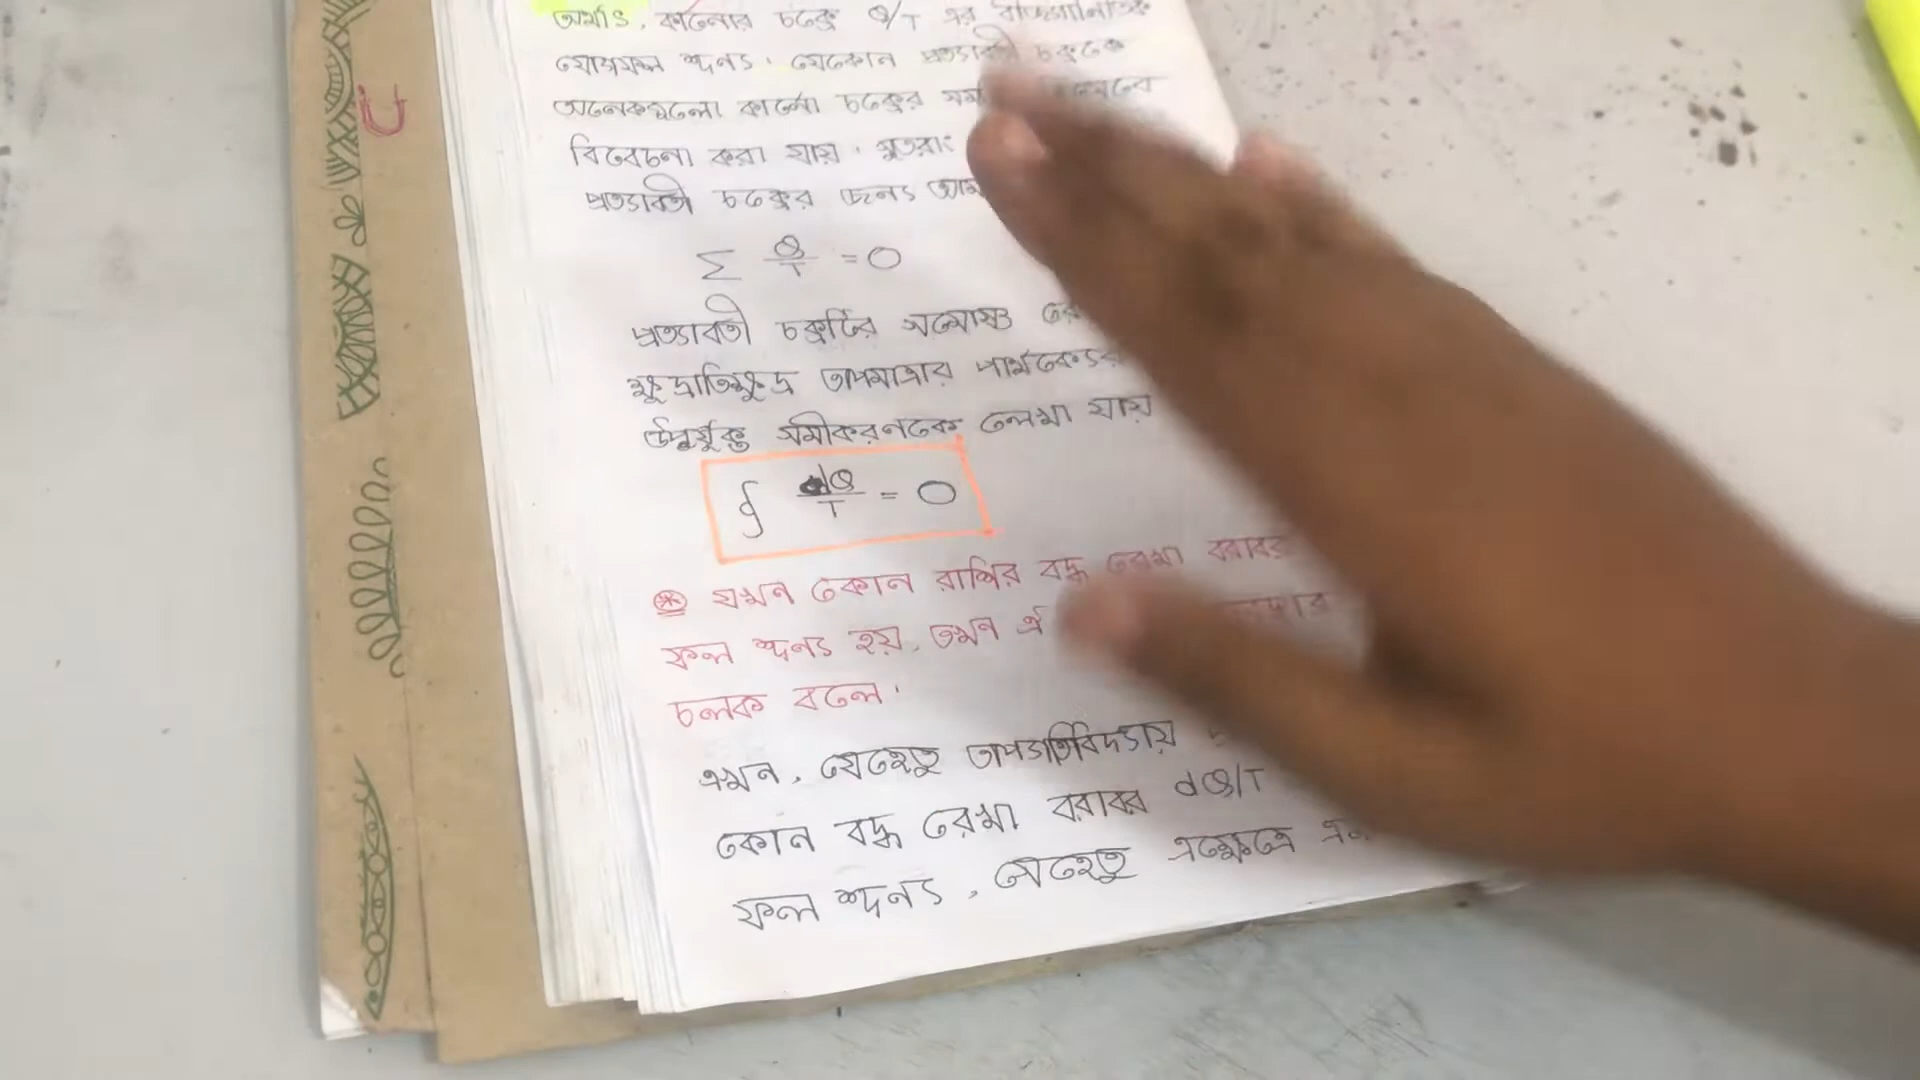 অর্থাৎ, কার্নোর চক্রে Q/T এর বীজগাণিতিক
যোগফল শূন্য। যেকোন প্রত্যাবর্তী চক্রকে
অনেকগুলো কার্নো চক্রের
বিবেচনা করা যায়। সুতরাং
প্রত্যাবর্তী চক্রের জন্য
Σ Q/T = 0
প্রত্যাবর্তী চক্রটির সমোষ্ণ
ক্ষুদ্রাতিক্ষুদ্র তাপমাত্রার পার্থক্যের
উপর্যুক্ত সমীকরণকে লেখা যায়
∮ dQ/T = 0
⊛ যখন কোন রাশির বদ্ধ রেখা বরাবর
ফল শূন্য হয়, তখন ঐ
চলক বলে।
এখন, যেহেতু তাপগতিবিদ্যায়
কোন বদ্ধ রেখা বরাবর dQ/T
ফল শূন্য, যেহেতু এক্ষেত্রে